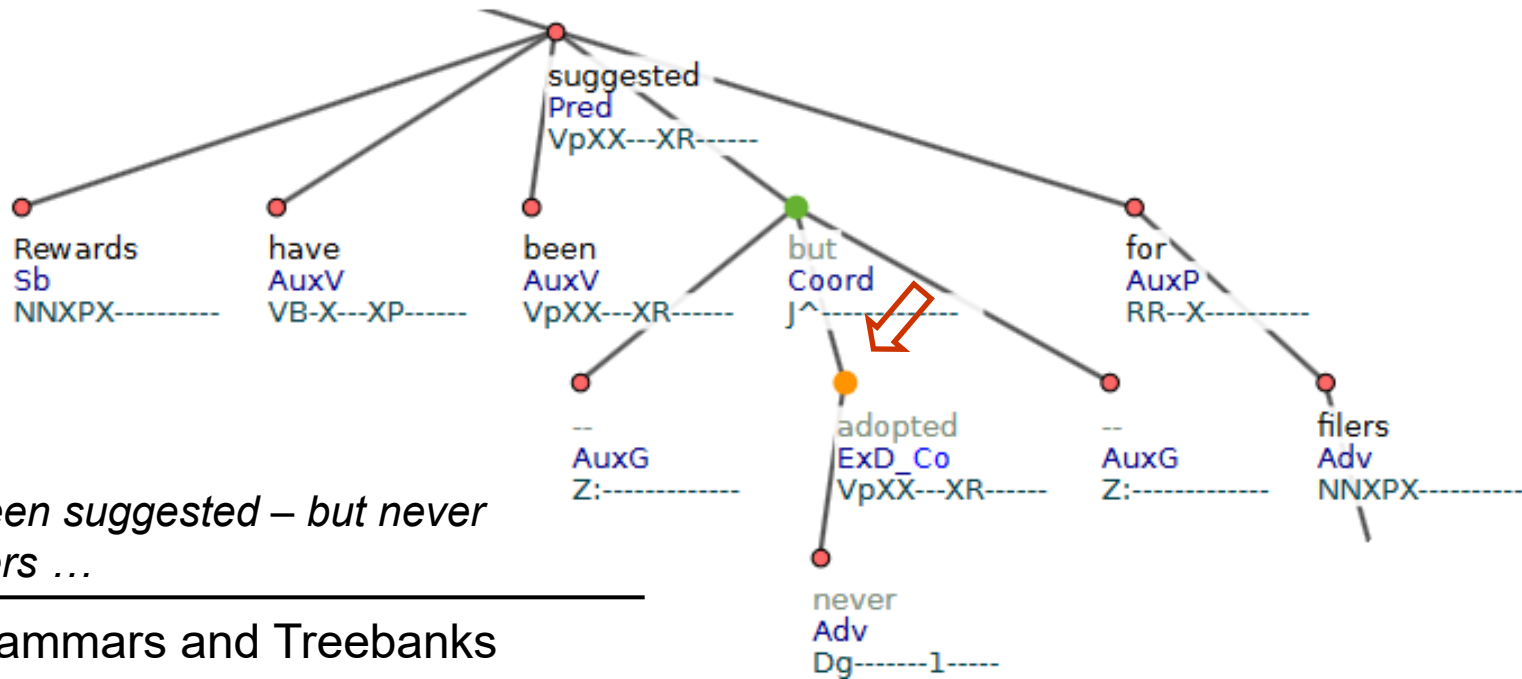 suggested
Pred
VpXX---XR------
Rewards
Sb
NNXPX----------
have
AuxV
VB-X---XP------
been
AuxV
VpXX---XR------
but
Coord
J^-------------
for
AuxP
RR--X----------
--
AuxG
Z:-------------
adopted
ExD_Co
VpXX---XR------
--
AuxG
Z:-------------
filers
Adv
NNXPX----------
een suggested – but never
ers …
never
Adv
Dg-------1-----
ammars and Treebanks